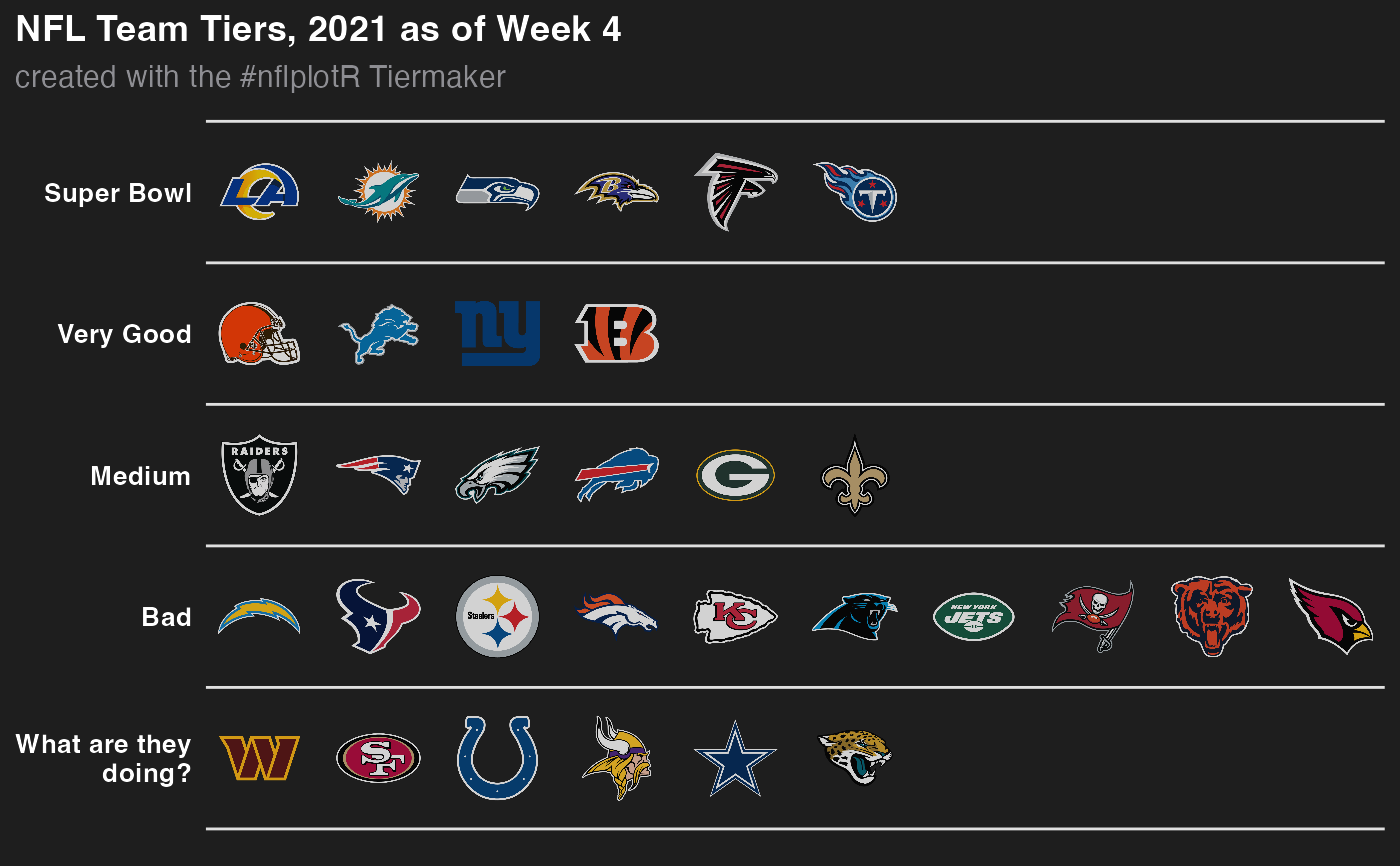 NFL Team Tiers, 2021 as of Week 4
created with the #nflplotR Tiermaker
Super Bowl
Very Good
ny
B
Medium
RAIDERS
G
Bad
Steelers
KC
NEW YORK
JETS
What are they
doing?
W
SF
LA
T